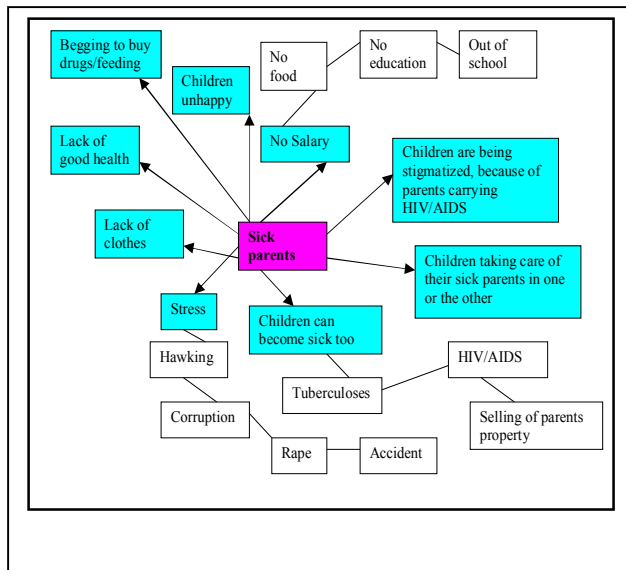 Begging to buy
drugs/feeding
Children
unhappy
No
food
No
education
Out of
school
Lack of
good health
No Salary
Children are being
stigmatized, because of
parents carrying
HIV/AIDS
Lack of
clothes
Sick
parents
Children taking care of
their sick parents in one
or the other
Stress
Children can
become sick too
Hawking
HIV/AIDS
Tuberculoses
Corruption
Selling of parents
property
Rape
Accident